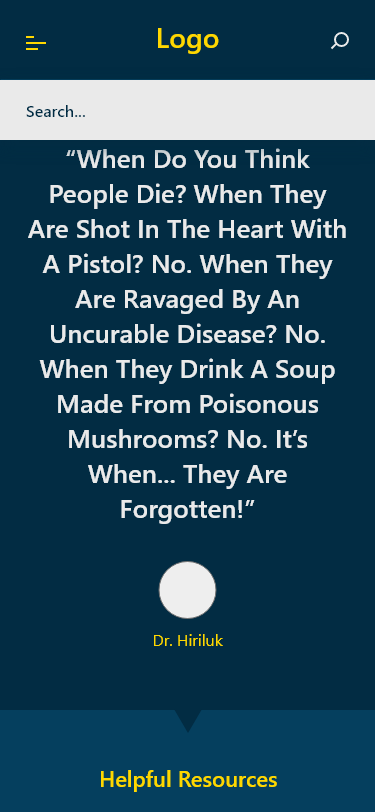 Logo
Search...
“When Do You Think
People Die? When They
Are Shot In The Heart With
A Pistol? No. When They
Are Ravaged By An
Uncurable Disease? No.
When They Drink A Soup
Made From Poisonous
Mushrooms? No. It’s
When... They Are
Forgotten!”
Dr. Hiriluk
Helpful Resources